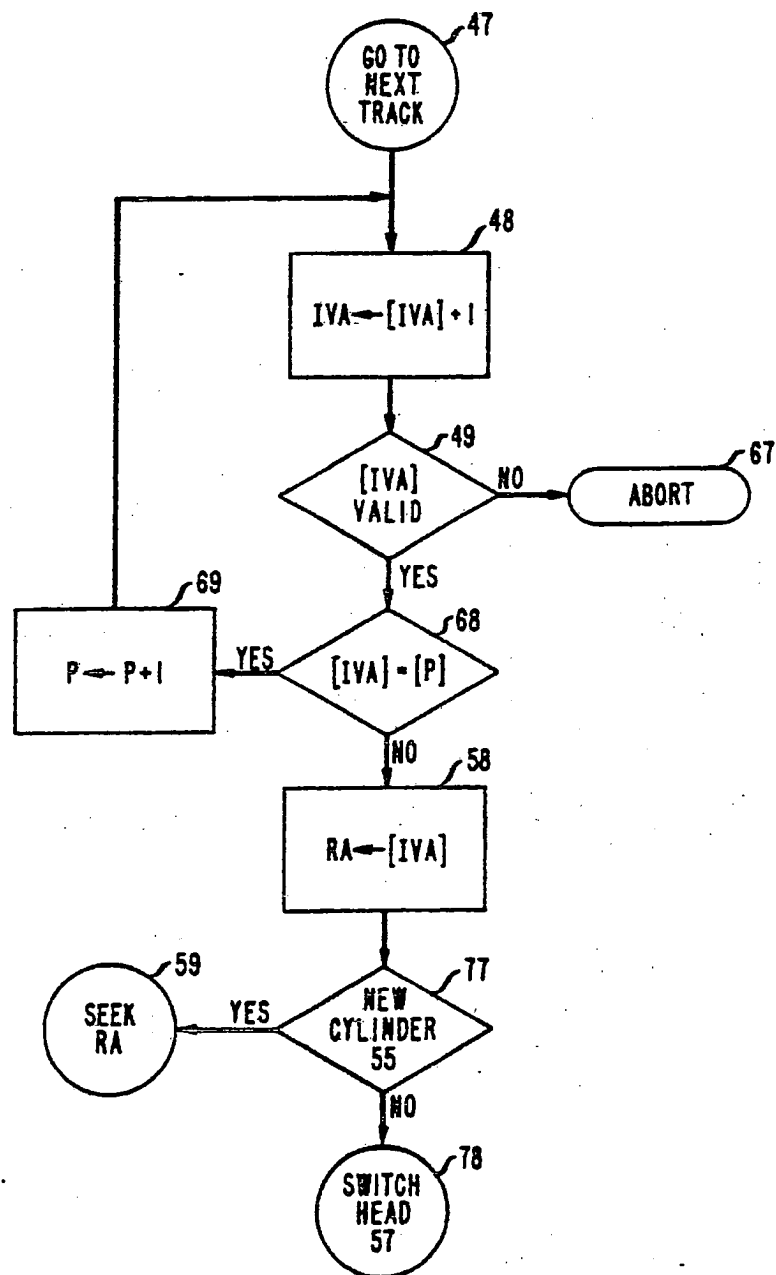 47
GO TO
NEXT
TRACK
48
IVA←[IVA]+1
49
[IVA]
VALID
NO
67
ABORT
YES
69
68
P←P+1
YES
[IVA]=[P]
NO
58
RA←[IVA]
59
77
SEEK
RA
YES
NEW
CYLINDER
55
NO
78
SWITCH
HEAD
57